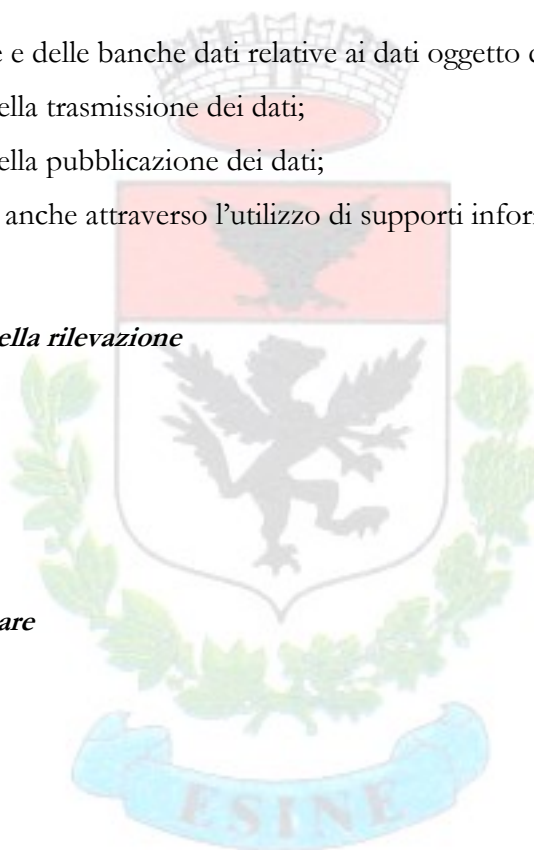 e e delle banche dati relative ai dati oggetto
ella trasmissione dei dati;
ella pubblicazione dei dati;
anche attraverso l'utilizzo di supporti infor
ella rilevazione
are
ESINE